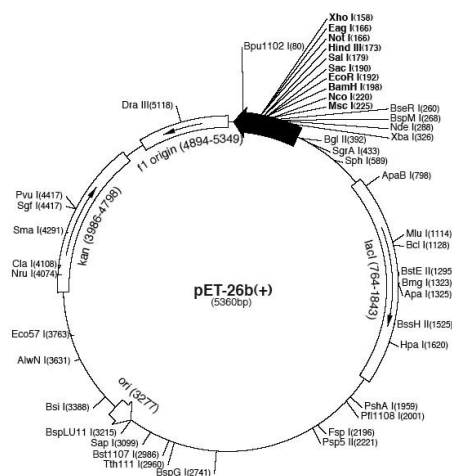 Xho I(158)
Eag I(166)
Not I(166)
Hind III(173)
Sal I(179)
Sac I(190)
EcoR I(192)
BamH I(198)
Nco I(220)
Msc I(225)
BseR I(260)
BspM I(268)
Nde I(288)
Xba I(326)
Bgl II(392)
SgrA I(433)
Sph I(589)
ApaB I(798)
Mlu I(1114)
Bcl I(1128)
BstE II(1295)
Bmg I(1323)
Apa I(1325)
BssH II(1525)
Hpa I(1620)
PshA I(1959)
Pfl1108 I(2001)
Fsp I(2196)
Psp5 II(2221)
BspG I(2741)
Tth111 I(2960)
Bst1107 I(2986)
Sap I(3099)
BspLU11 I(3215)
Bsi I(3388)
AlwN I(3631)
Eco57 I(3763)
Nru I(4074)
Cla I(4108)
Sma I(4291)
Sgf I(4417)
Pvu I(4417)
Dra III(5118)
Bpu1102 I(80)
f1 origin (4894-5349)
kan (3986-4798)
lacI (764-1843)
ori (3277)
pET-26b(+)
(5360bp)